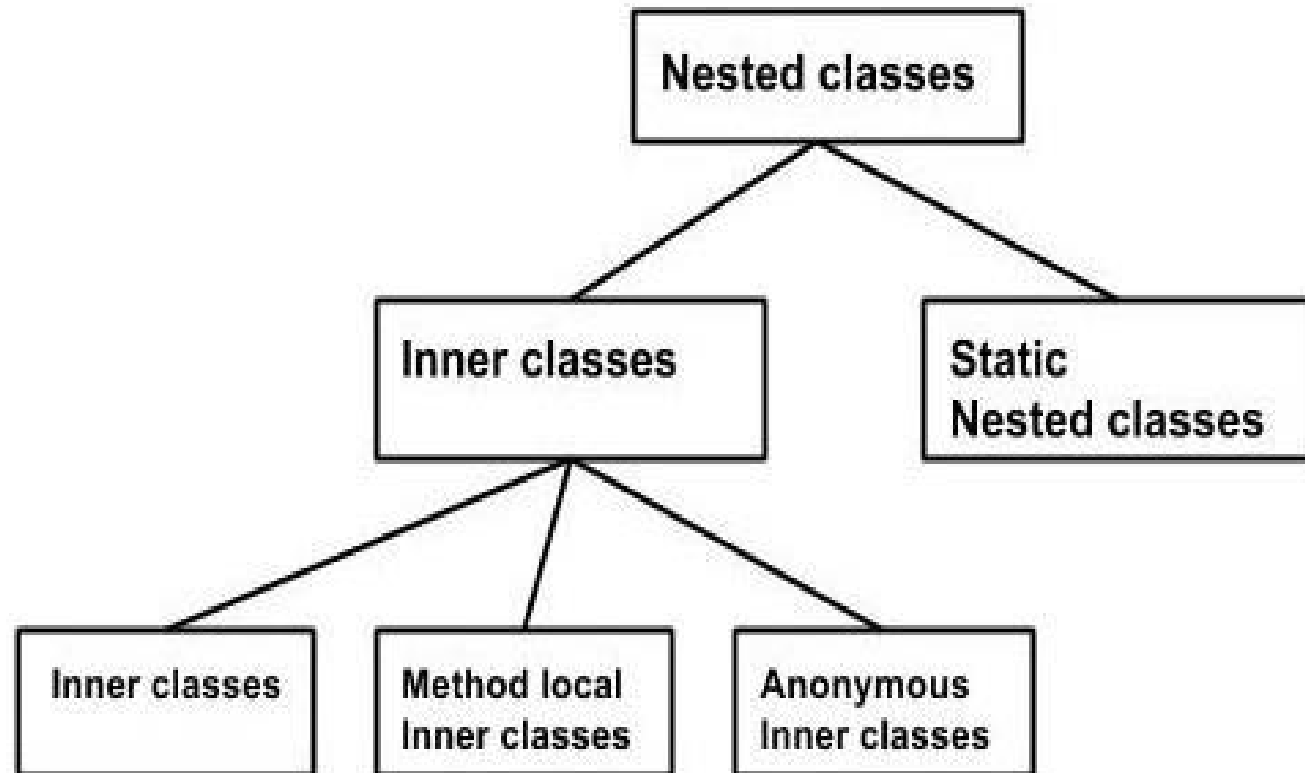 Nested classes
Inner classes
Static
Nested classes
Inner classes
Method local
Inner classes
Anonymous
Inner classes